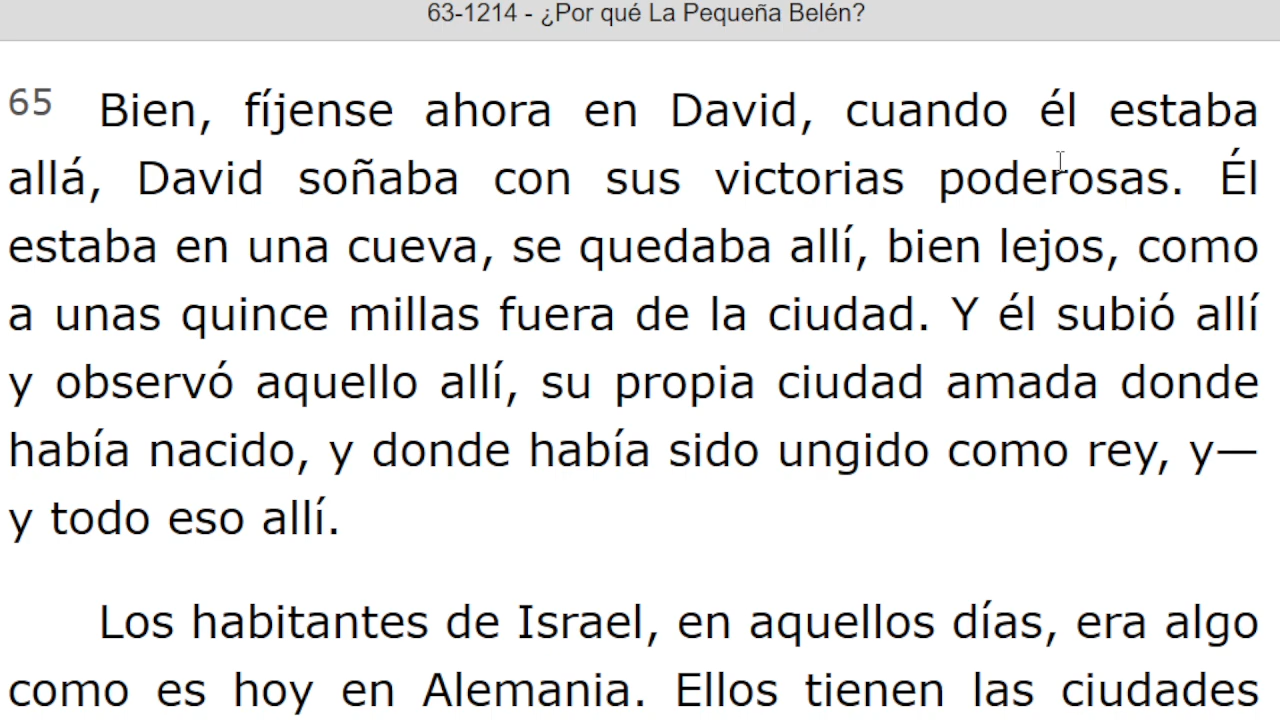 63-1214 - ¿Por qué La Pequeña Belén?
65 Bien, fíjense ahora en David, cuando él estaba
allá, David soñaba con sus victorias poderosas. Él
estaba en una cueva, se quedaba allí, bien lejos, como
a unas quince millas fuera de la ciudad. Y él subió allí
y observó aquello allí, su propia ciudad amada donde
había nacido, y donde había sido ungido como rey, y—
y todo eso allí.
Los habitantes de Israel, en aquellos días, era algo
como es hoy en Alemania. Ellos tienen las ciudades